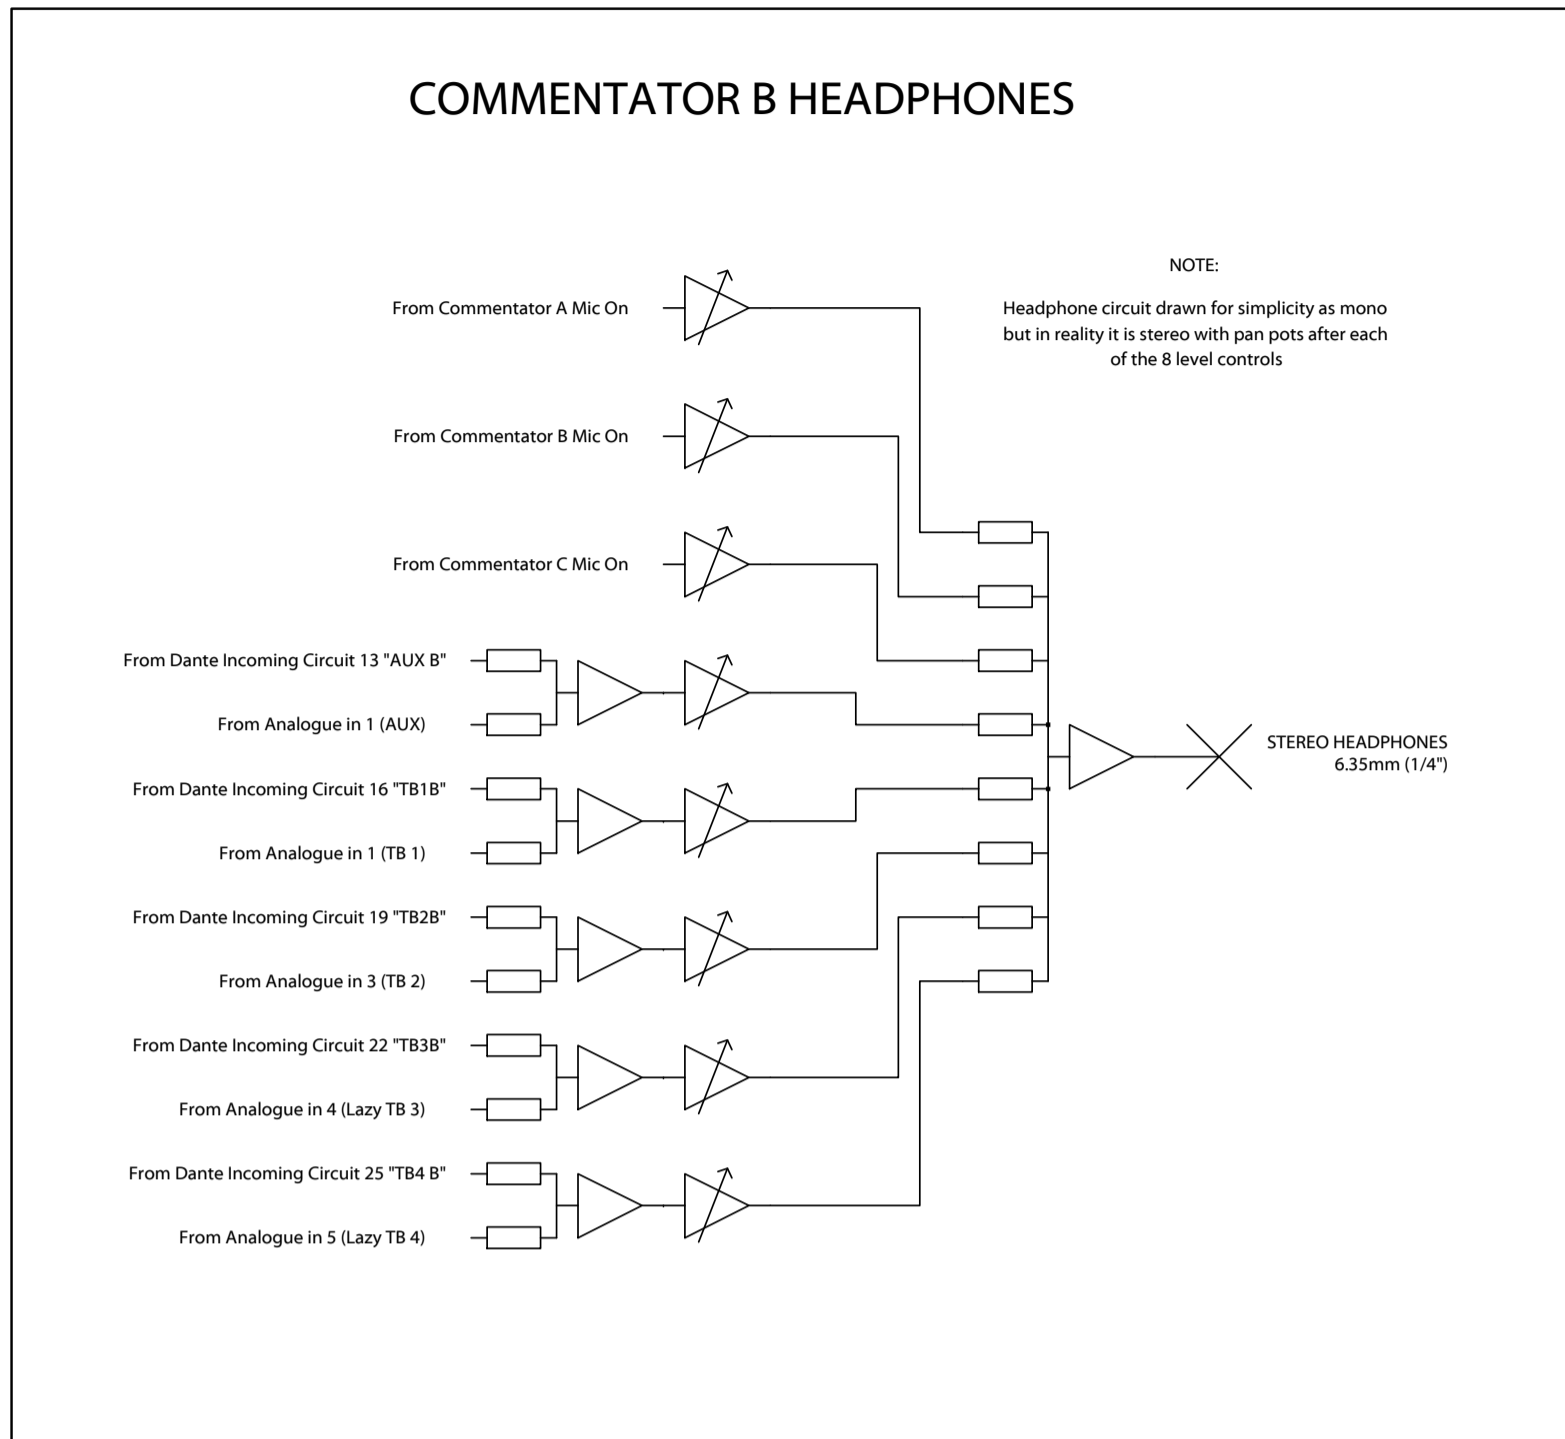 COMMENTATOR B HEADPHONES
NOTE:
Headphone circuit drawn for simplicity as mono
but in reality it is stereo with pan pots after each
of the 8 level controls
From Commentator A Mic On
From Commentator B Mic On
From Commentator C Mic On
From Dante Incoming Circuit 13 "AUX B"
From Analogue in 1 (AUX)
From Dante Incoming Circuit 16 "TB1B"
From Analogue in 1 (TB 1)
From Dante Incoming Circuit 19 "TB2B"
From Analogue in 3 (TB 2)
From Dante Incoming Circuit 22 "TB3B"
From Analogue in 4 (Lazy TB 3)
From Dante Incoming Circuit 25 "TB4 B"
From Analogue in 5 (Lazy TB 4)
STEREO HEADPHONES
6.35mm (1/4")